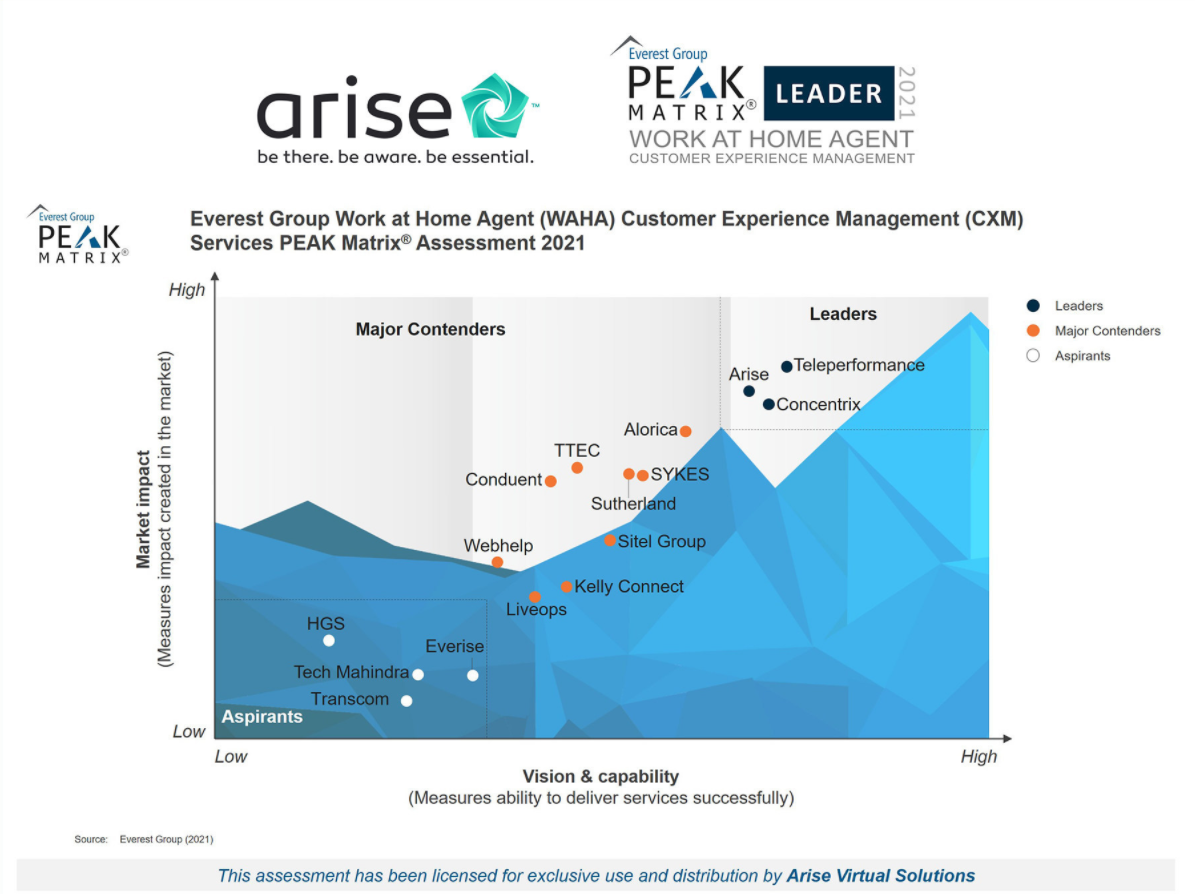 arise™
be there. be aware. be essential.
Everest Group
PEAK
MATRIX®
LEADER
2021
WORK AT HOME AGENT
CUSTOMER EXPERIENCE MANAGEMENT
Everest Group
PEAK
MATRIX®
Everest Group Work at Home Agent (WAHA) Customer Experience Management (CXM)
Services PEAK Matrix® Assessment 2021
High
Major Contenders
Leaders
Leaders
Major Contenders
Aspirants
Teleperformance
Arise
Concentrix
Alorica
TTEC
Conduent
SYKES
Sutherland
Sitel Group
Webhelp
Kelly Connect
Liveops
HGS
Everise
Tech Mahindra
Transcom
Aspirants
Market impact
(Measures impact created in the market)
Low
Low
High
Vision & capability
(Measures ability to deliver services successfully)
Source: Everest Group (2021)
This assessment has been licensed for exclusive use and distribution by Arise Virtual Solutions